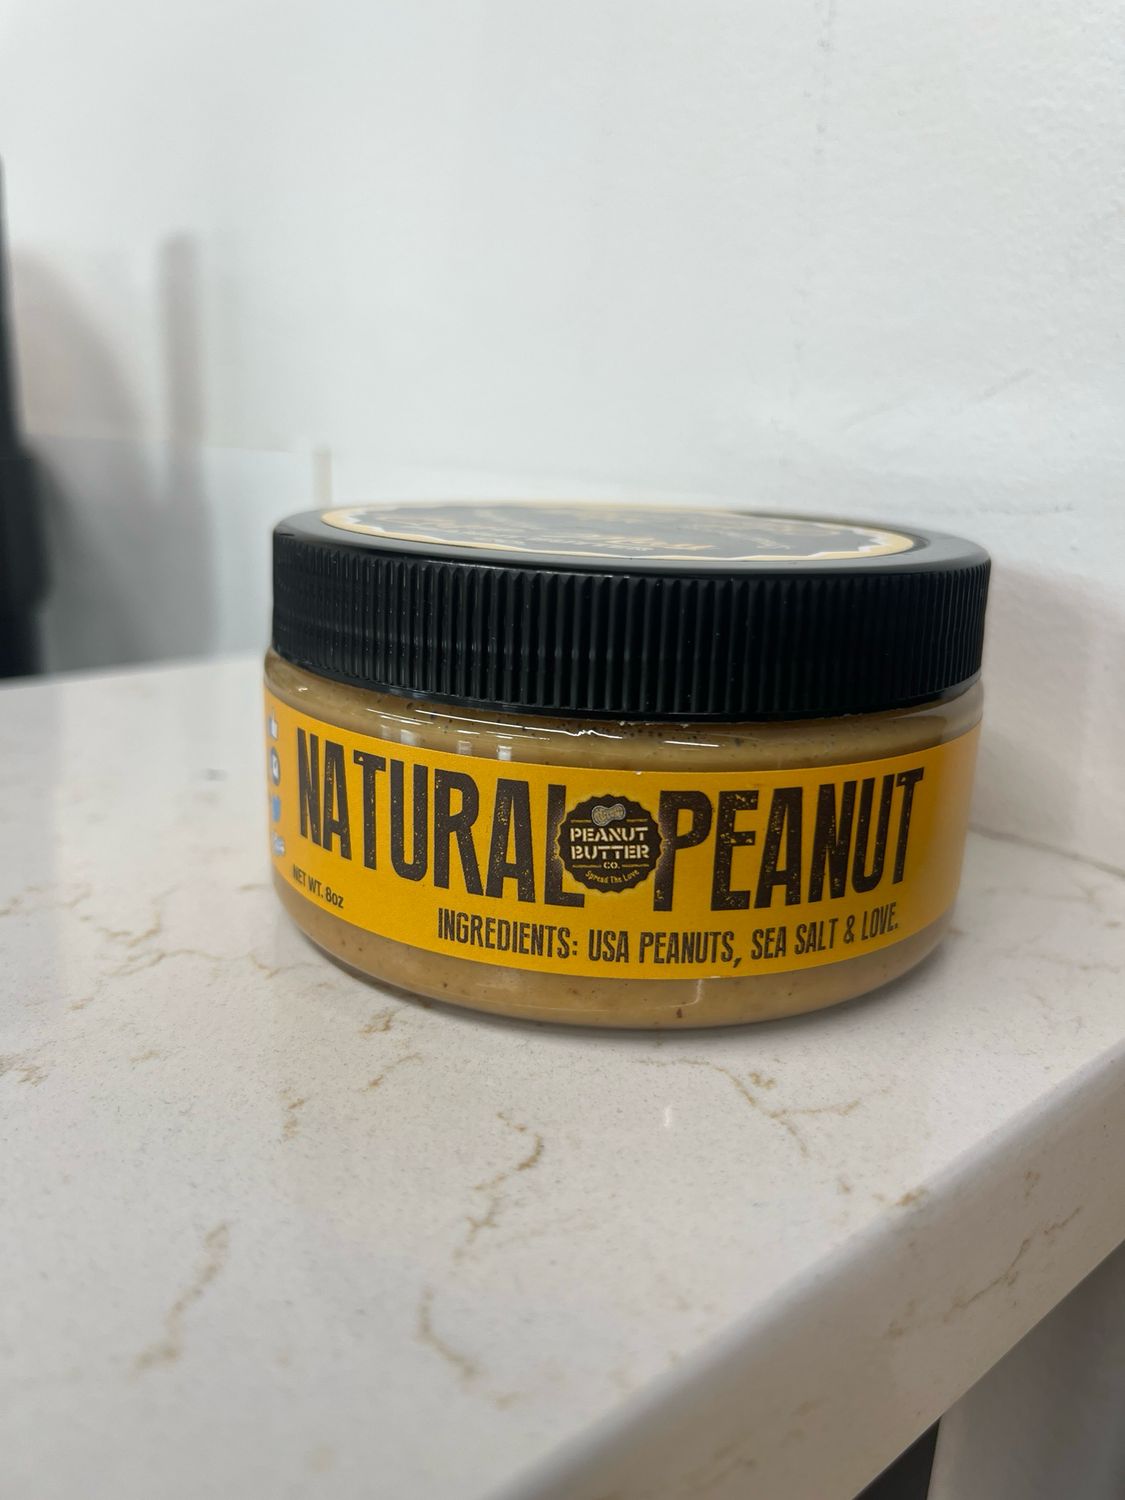 NATURAL PEANUT
PEANUT
BUTTER
CO.
Spread The Love
NET WT. 8oz
INGREDIENTS: USA PEANUTS, SEA SALT & LOVE.